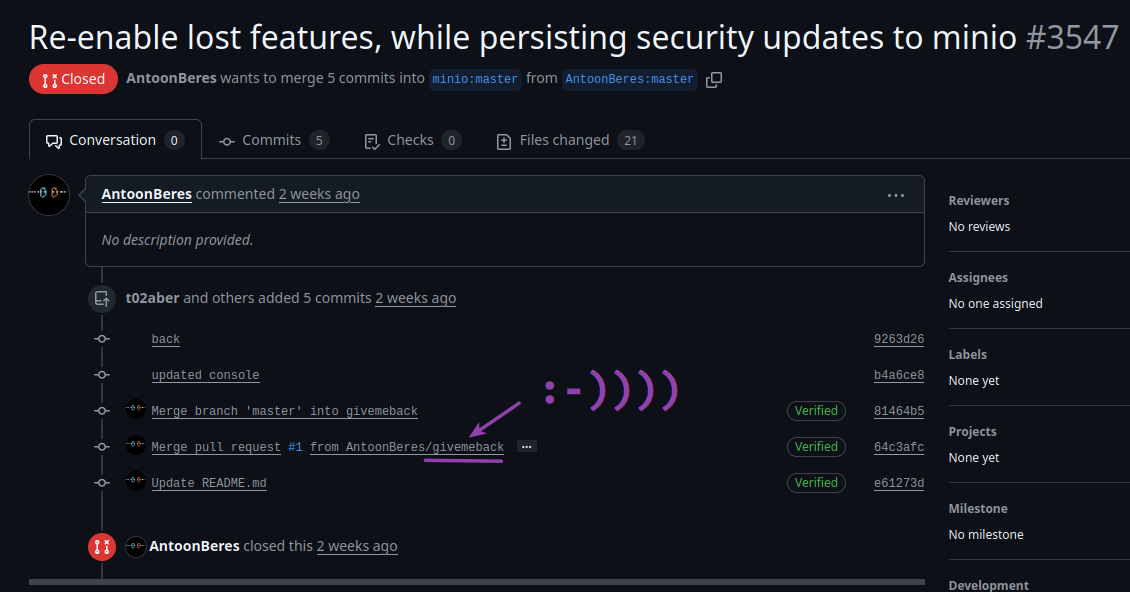 Re-enable lost features, while persisting security updates to minio #3547
Closed AntoonBeres wants to merge 5 commits into minio:master from AntoonBeres:master
Conversation 0 Commits 5 Checks 0 Files changed 21
AntoonBeres commented 2 weeks ago ...
No description provided.
t02aber and others added 5 commits 2 weeks ago
back 9263d26
updated console b4a6ce8
:-))))
Merge branch 'master' into givemeback Verified 81464b5
Merge pull request #1 from AntoonBeres/givemeback ... Verified 64c3afc
Update README.md Verified e61273d
AntoonBeres closed this 2 weeks ago
Reviewers
No reviews
Assignees
No one assigned
Labels
None yet
Projects
None yet
Milestone
No milestone
Development